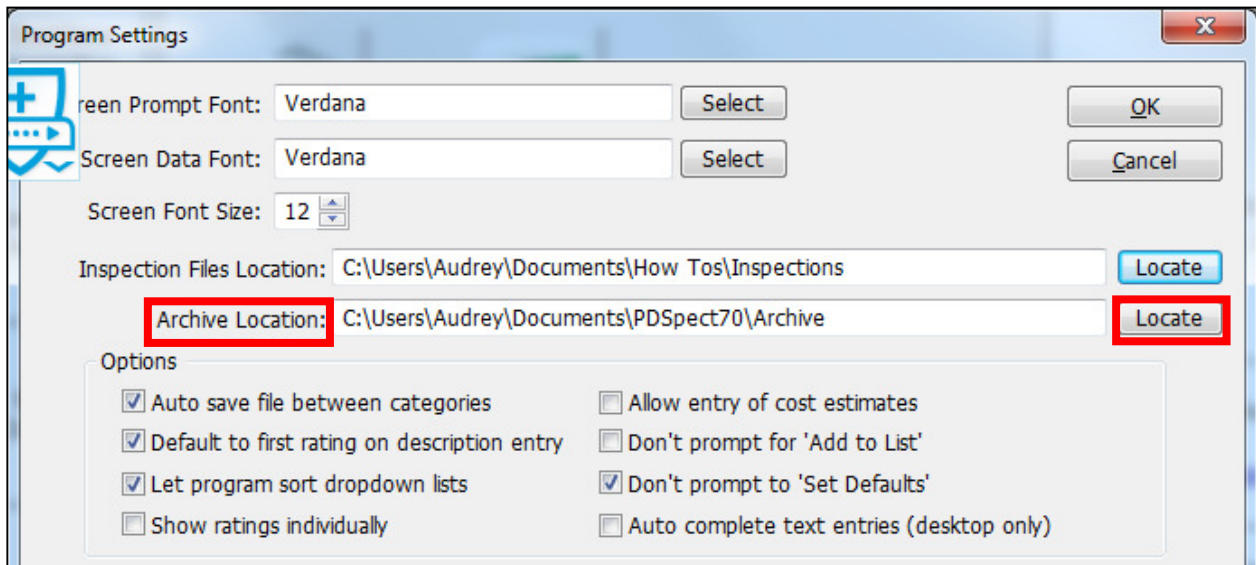 Program Settings
reen Prompt Font: Verdana Select OK
Screen Data Font: Verdana Select Cancel
Screen Font Size: 12
Inspection Files Location: C:\Users\Audrey\Documents\How Tos\Inspections Locate
Archive Location: C:\Users\Audrey\Documents\PDSpect70\Archive Locate
Options
Auto save file between categories Allow entry of cost estimates
Default to first rating on description entry Don't prompt for 'Add to List'
Let program sort dropdown lists Don't prompt to 'Set Defaults'
Show ratings individually Auto complete text entries (desktop only)